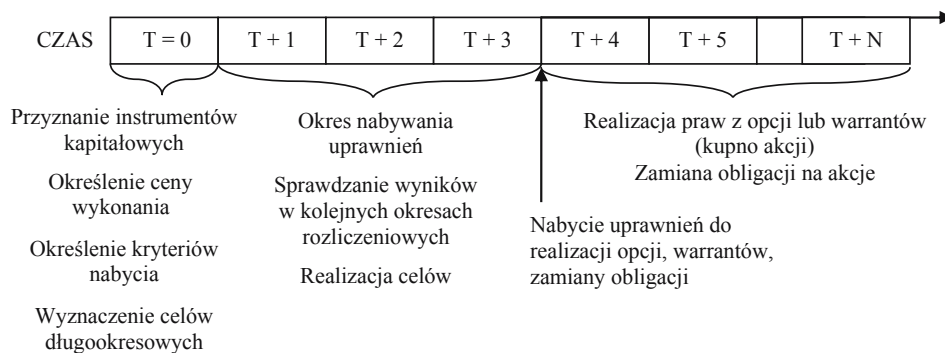 CZAS T = 0 T + 1 T + 2 T + 3 T + 4 T + 5 T + N
Przyznanie instrumentów
kapitałowych
Określenie ceny
wykonania
Określenie kryteriów
nabycia
Wyznaczenie celów
długookresowych
Okres nabywania
uprawnień
Sprawdzanie wyników
w kolejnych okresach
rozliczeniowych
Realizacja celów
Nabycie uprawnień do
realizacji opcji, warrantów,
zamiany obligacji
Realizacja praw z opcji lub warrantów
(kupno akcji)
Zamiana obligacji na akcje